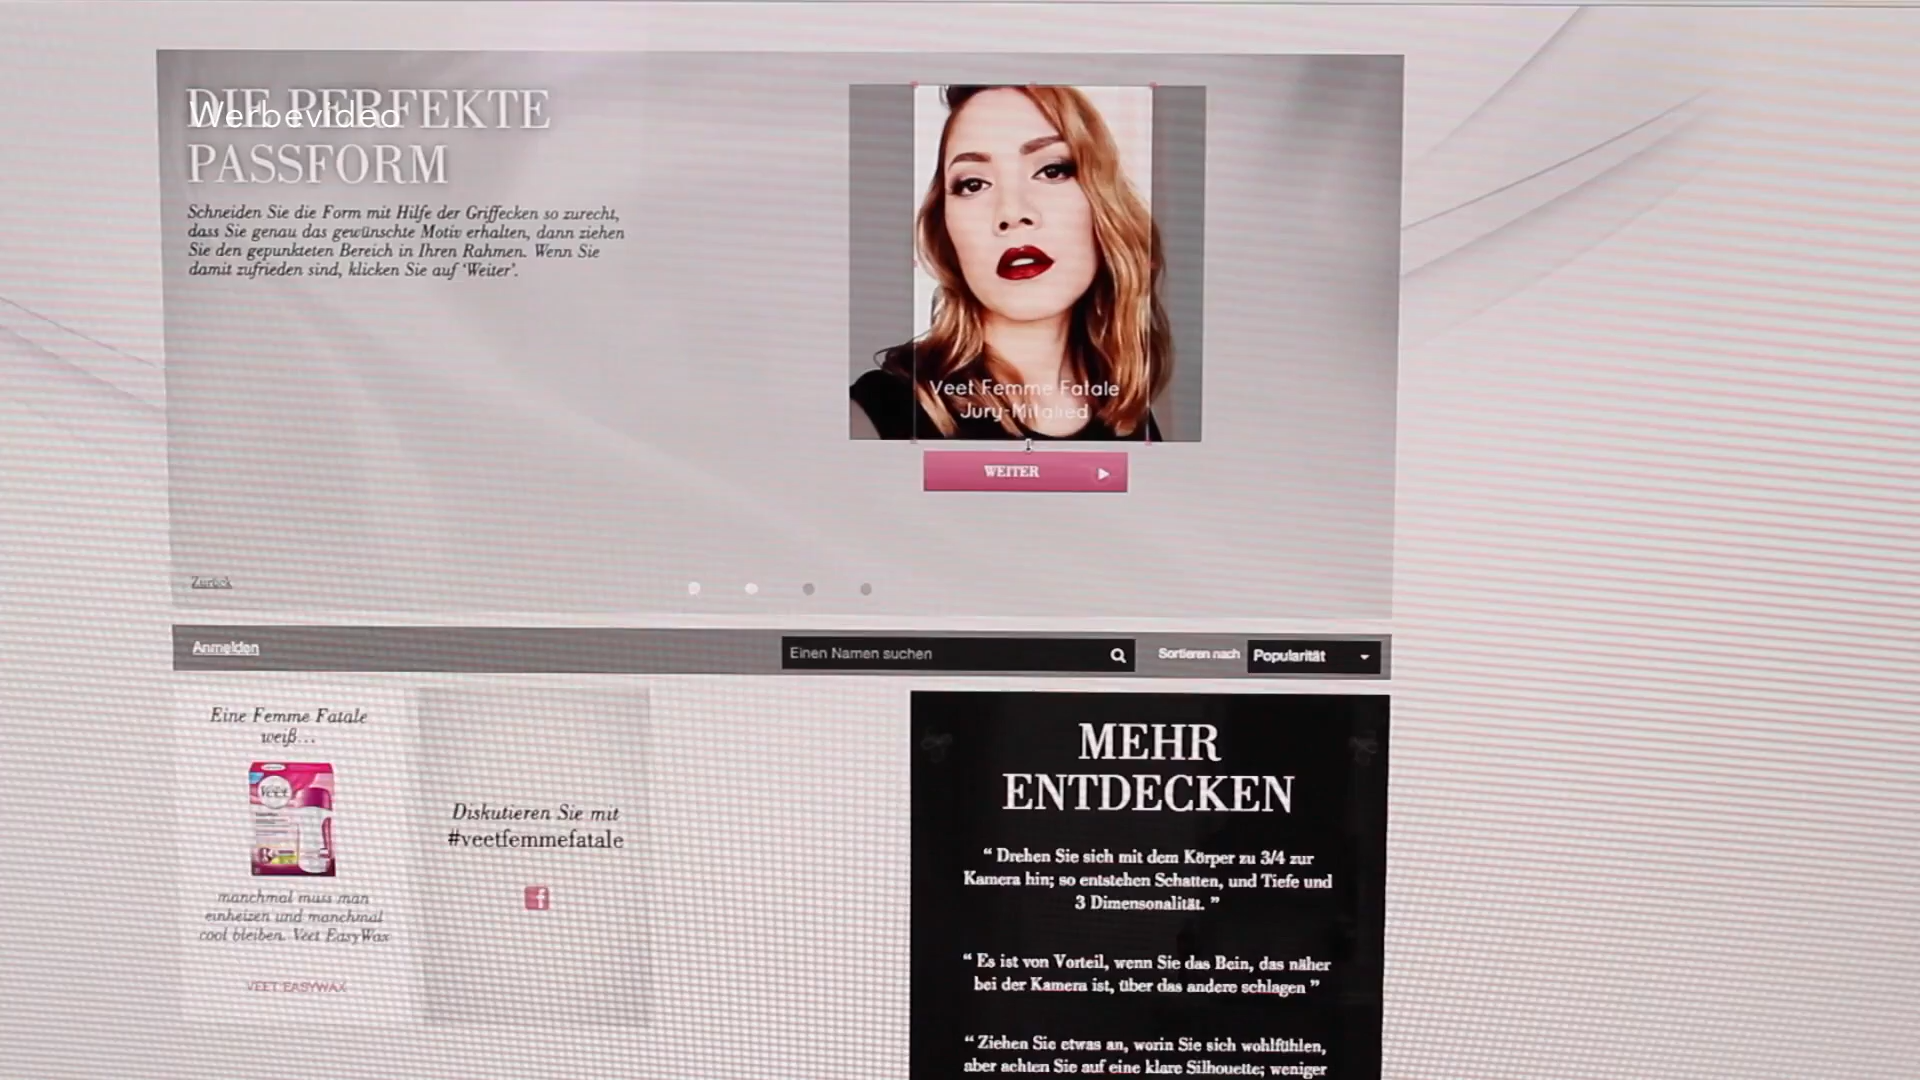 Werbevideo
DIE PERFEKTE
PASSFORM
Schneiden Sie die Form mit Hilfe der Griffecken so zurecht,
dass Sie genau das gewünschte Motiv erhalten, dann ziehen
Sie den gepunkteten Bereich in Ihren Rahmen. Wenn Sie
damit zufrieden sind, klicken Sie auf 'Weiter'.
Veet Femme Fatale
Jury-Mitglied
WEITER
Zurück
Anmelden
Einen Namen suchen
Sortieren nach
Popularität
Eine Femme Fatale
weiß...
Veet
manchmal muss man
einheizen und manchmal
cool bleiben. Veet EasyWax
VEET EASYWAX
Diskutieren Sie mit
#veetfemmefatale
f
MEHR
ENTDECKEN
“ Drehen Sie sich mit dem Körper zu 3/4 zur
Kamera hin; so entstehen Schatten, und Tiefe und
3 Dimensonalität. ”
“ Es ist von Vorteil, wenn Sie das Bein, das näher
bei der Kamera ist, über das andere schlagen ”
“ Ziehen Sie etwas an, worin Sie sich wohlfühlen,
aber achten Sie auf eine klare Silhouette; weniger